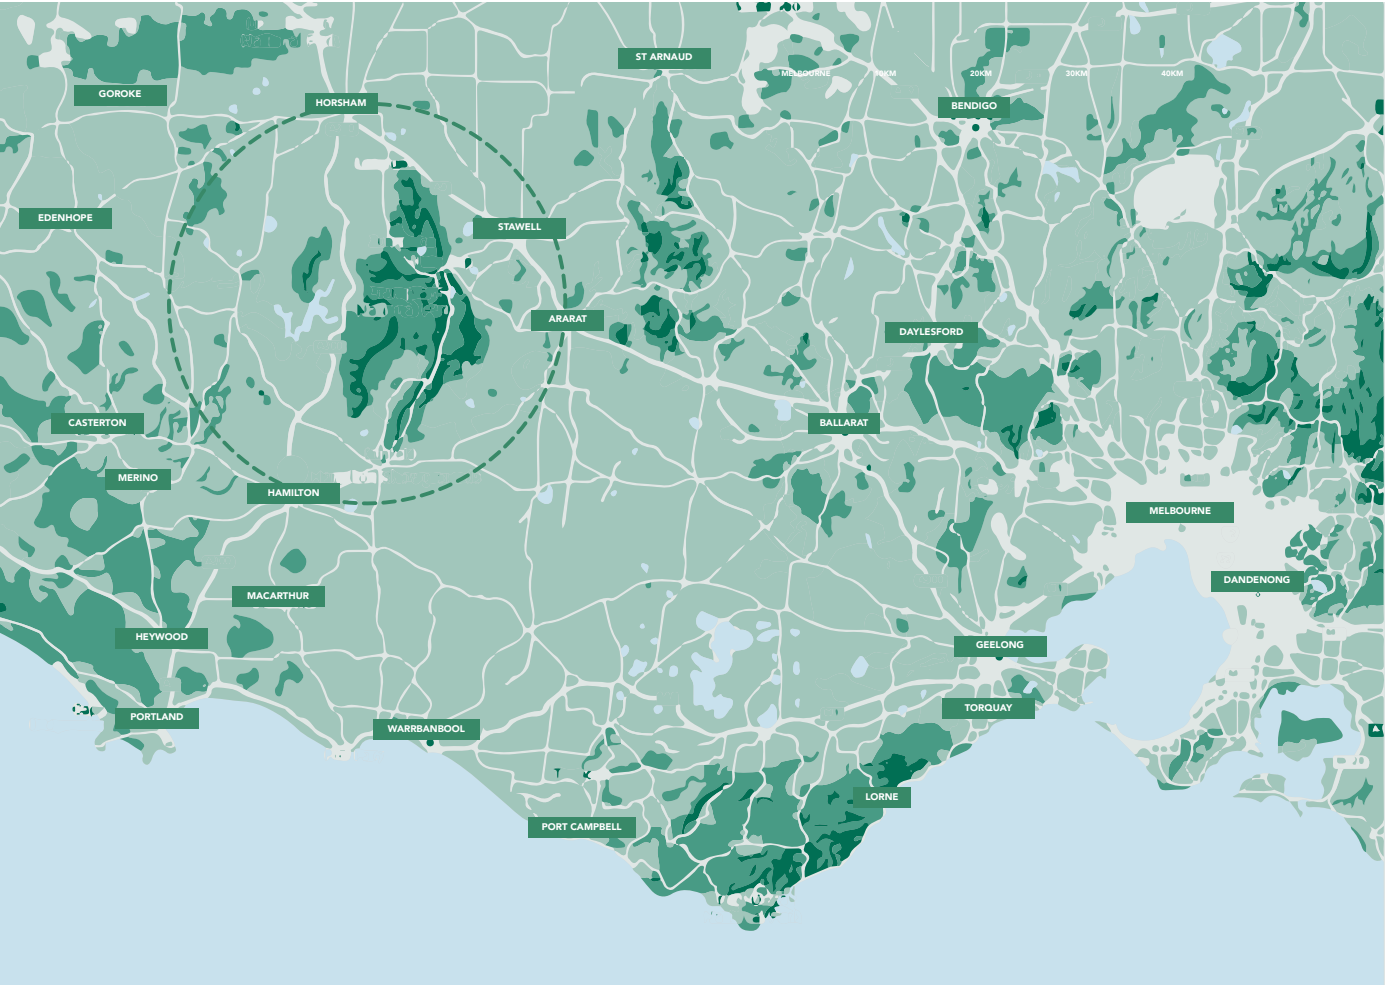 ST ARNAUD
MELBOURNE
20KM
30KM
40KM
GOROKE
HORSHAM
BENDIGO
EDENHOPE
STAWELL
ARARAT
DAYLESFORD
CASTERTON
BALLARAT
MERINO
HAMILTON
MELBOURNE
DANDENONG
MACARTHUR
HEYWOOD
GEELONG
TORQUAY
PORTLAND
WARRBANBOOL
LORNE
PORT CAMPBELL